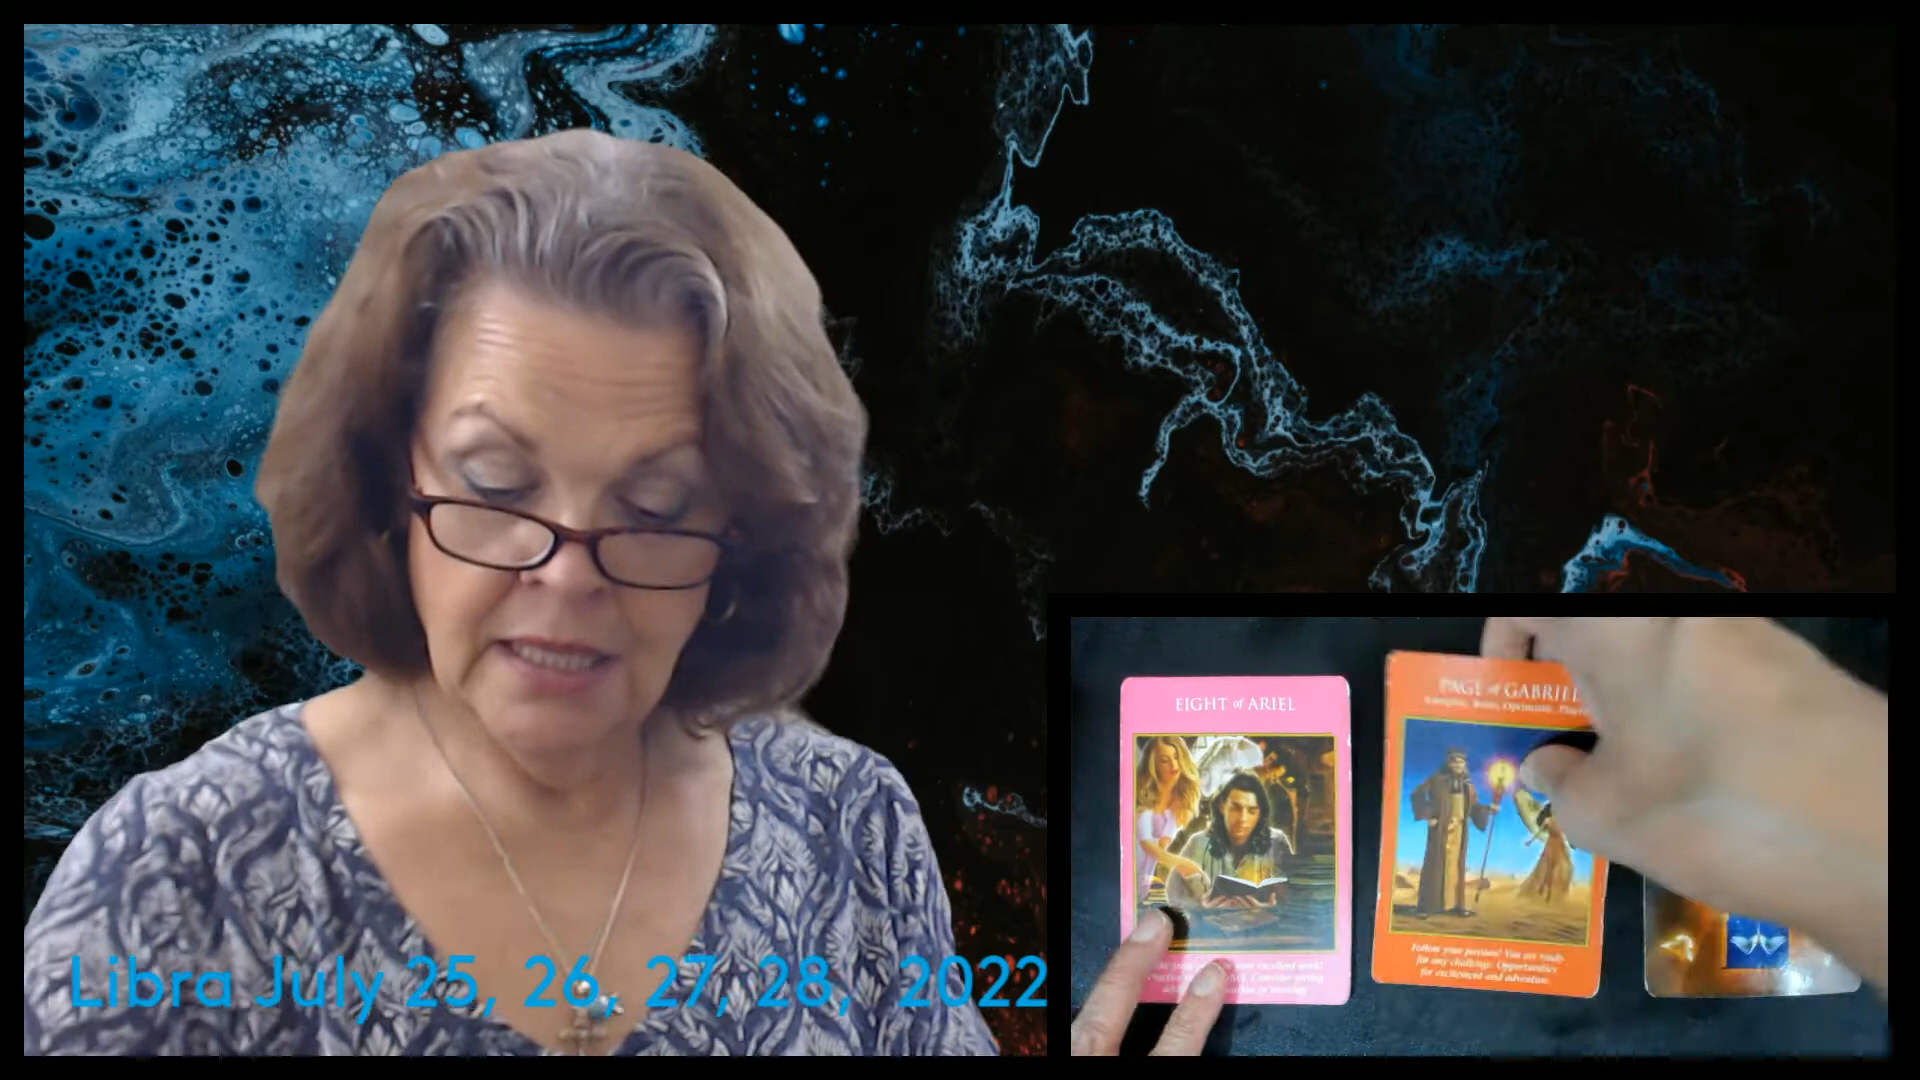 Libra July 25, 26, 27, 28, 2022
EIGHT of ARIEL
PAGE of GABRIEL
Follow your passion! You are ready
for any challenge. Opportunities
for excitement and adventure.